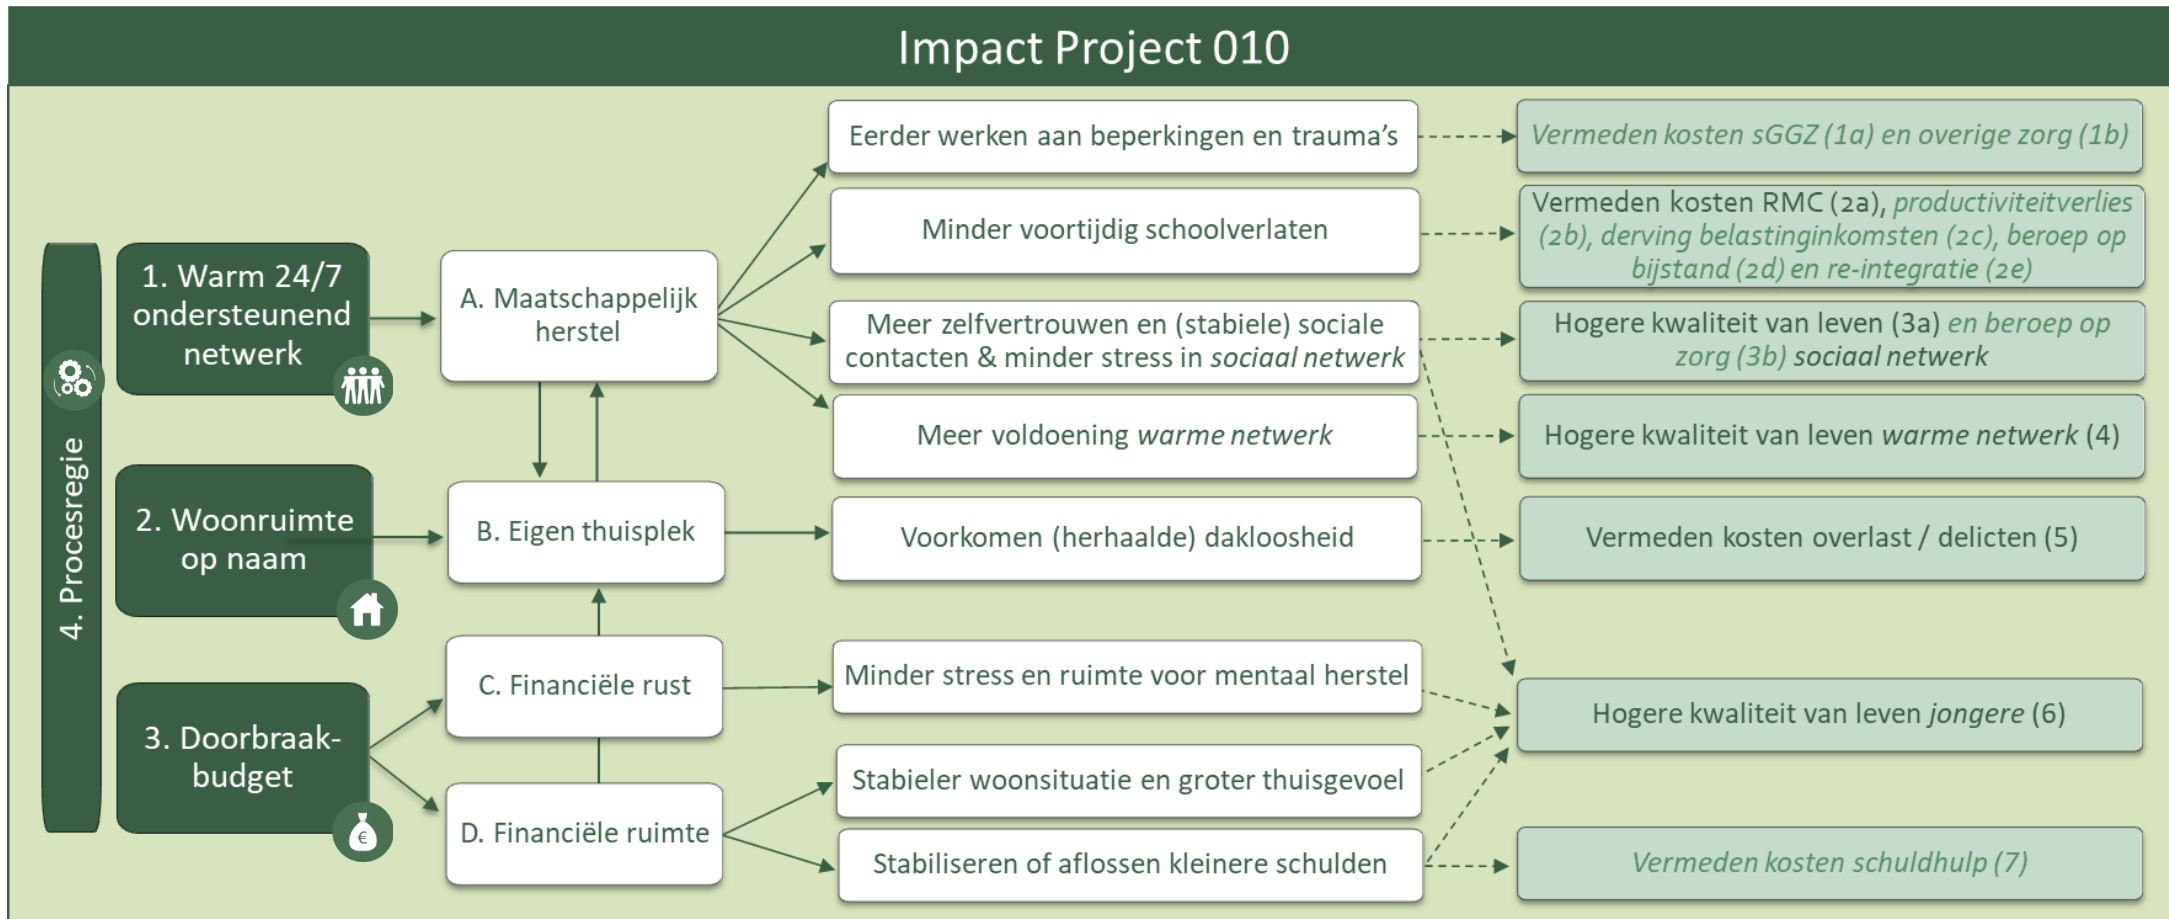 Impact Project 010
4. Procesregie
1. Warm 24/7
ondersteunend
netwerk
2. Woonruimte
op naam
3. Doorbraak-
budget
€
A. Maatschappelijk
herstel
B. Eigen thuisplek
C. Financiële rust
D. Financiële ruimte
Eerder werken aan beperkingen en trauma's
Minder voortijdig schoolverlaten
Meer zelfvertrouwen en (stabiele) sociale
contacten & minder stress in sociaal netwerk
Meer voldoening warme netwerk
Voorkomen (herhaalde) dakloosheid
Minder stress en ruimte voor mentaal herstel
Stabieler woonsituatie en groter thuisgevoel
Stabiliseren of aflossen kleinere schulden
Vermeden kosten sGGZ (1a) en overige zorg (1b)
Vermeden kosten RMC (2a), productiviteitverlies
(2b), derving belastinginkomsten (2c), beroep op
bijstand (2d) en re-integratie (2e)
Hogere kwaliteit van leven (3a) en beroep op
zorg (3b) sociaal netwerk
Hogere kwaliteit van leven warme netwerk (4)
Vermeden kosten overlast / delicten (5)
Hogere kwaliteit van leven jongere (6)
Vermeden kosten schuldhulp (7)